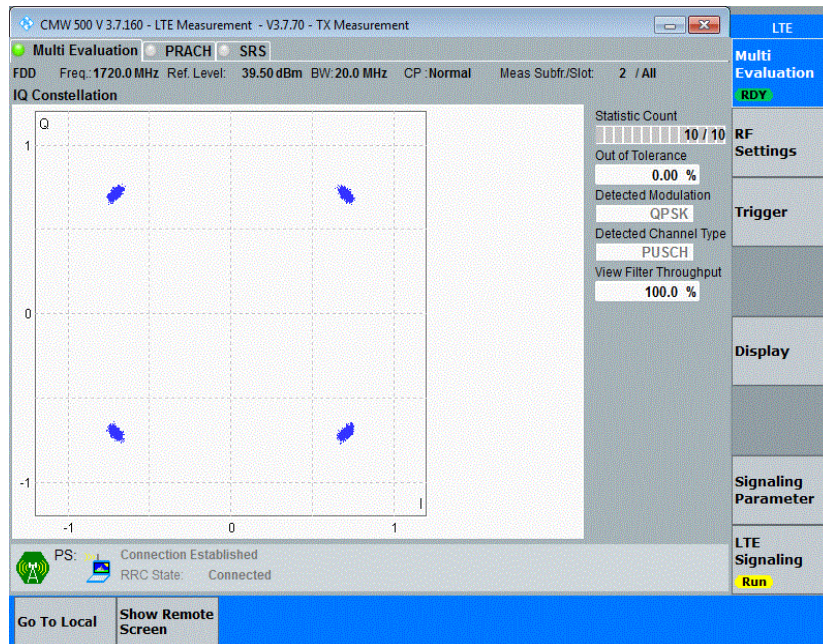 CMW 500 V 3.7.160 - LTE Measurement - V3.7.70 - TX Measurement
LTE
Multi Evaluation PRACH SRS
Multi
Evaluation
RDY
FDD Freq.: 1720.0 MHz Ref. Level: 39.50 dBm BW: 20.0 MHz CP : Normal Meas Subfr./Slot: 2 / All
IQ Constellation
Q
1
0
-1
I
-1 0 1
Statistic Count
10 / 10
Out of Tolerance
0.00 %
Detected Modulation
QPSK
Detected Channel Type
PUSCH
View Filter Throughput
100.0 %
RF
Settings
Trigger
Display
Signaling
Parameter
LTE
Signaling
Run
PS: Connection Established
RRC State: Connected
Go To Local
Show Remote
Screen